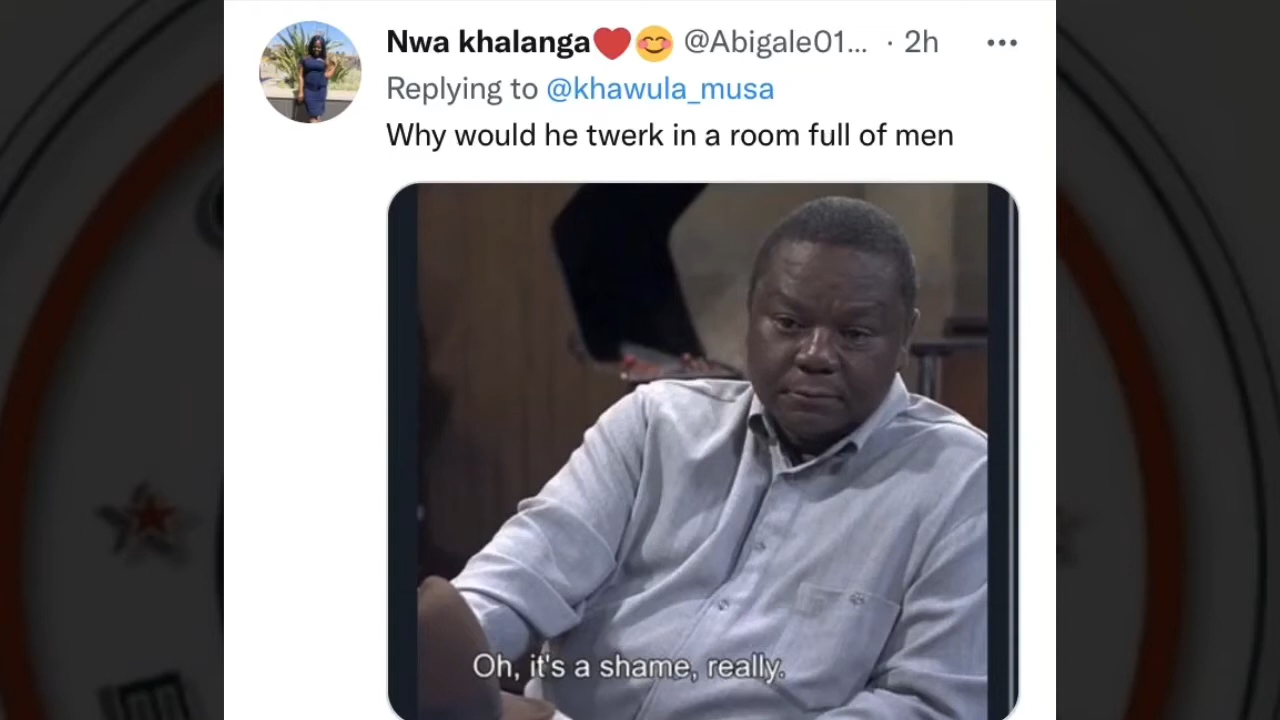 Nwa khalanga❤️😊 @Abigale01... · 2h
Replying to @khawula_musa
Why would he twerk in a room full of men
Oh, it's a shame, really.